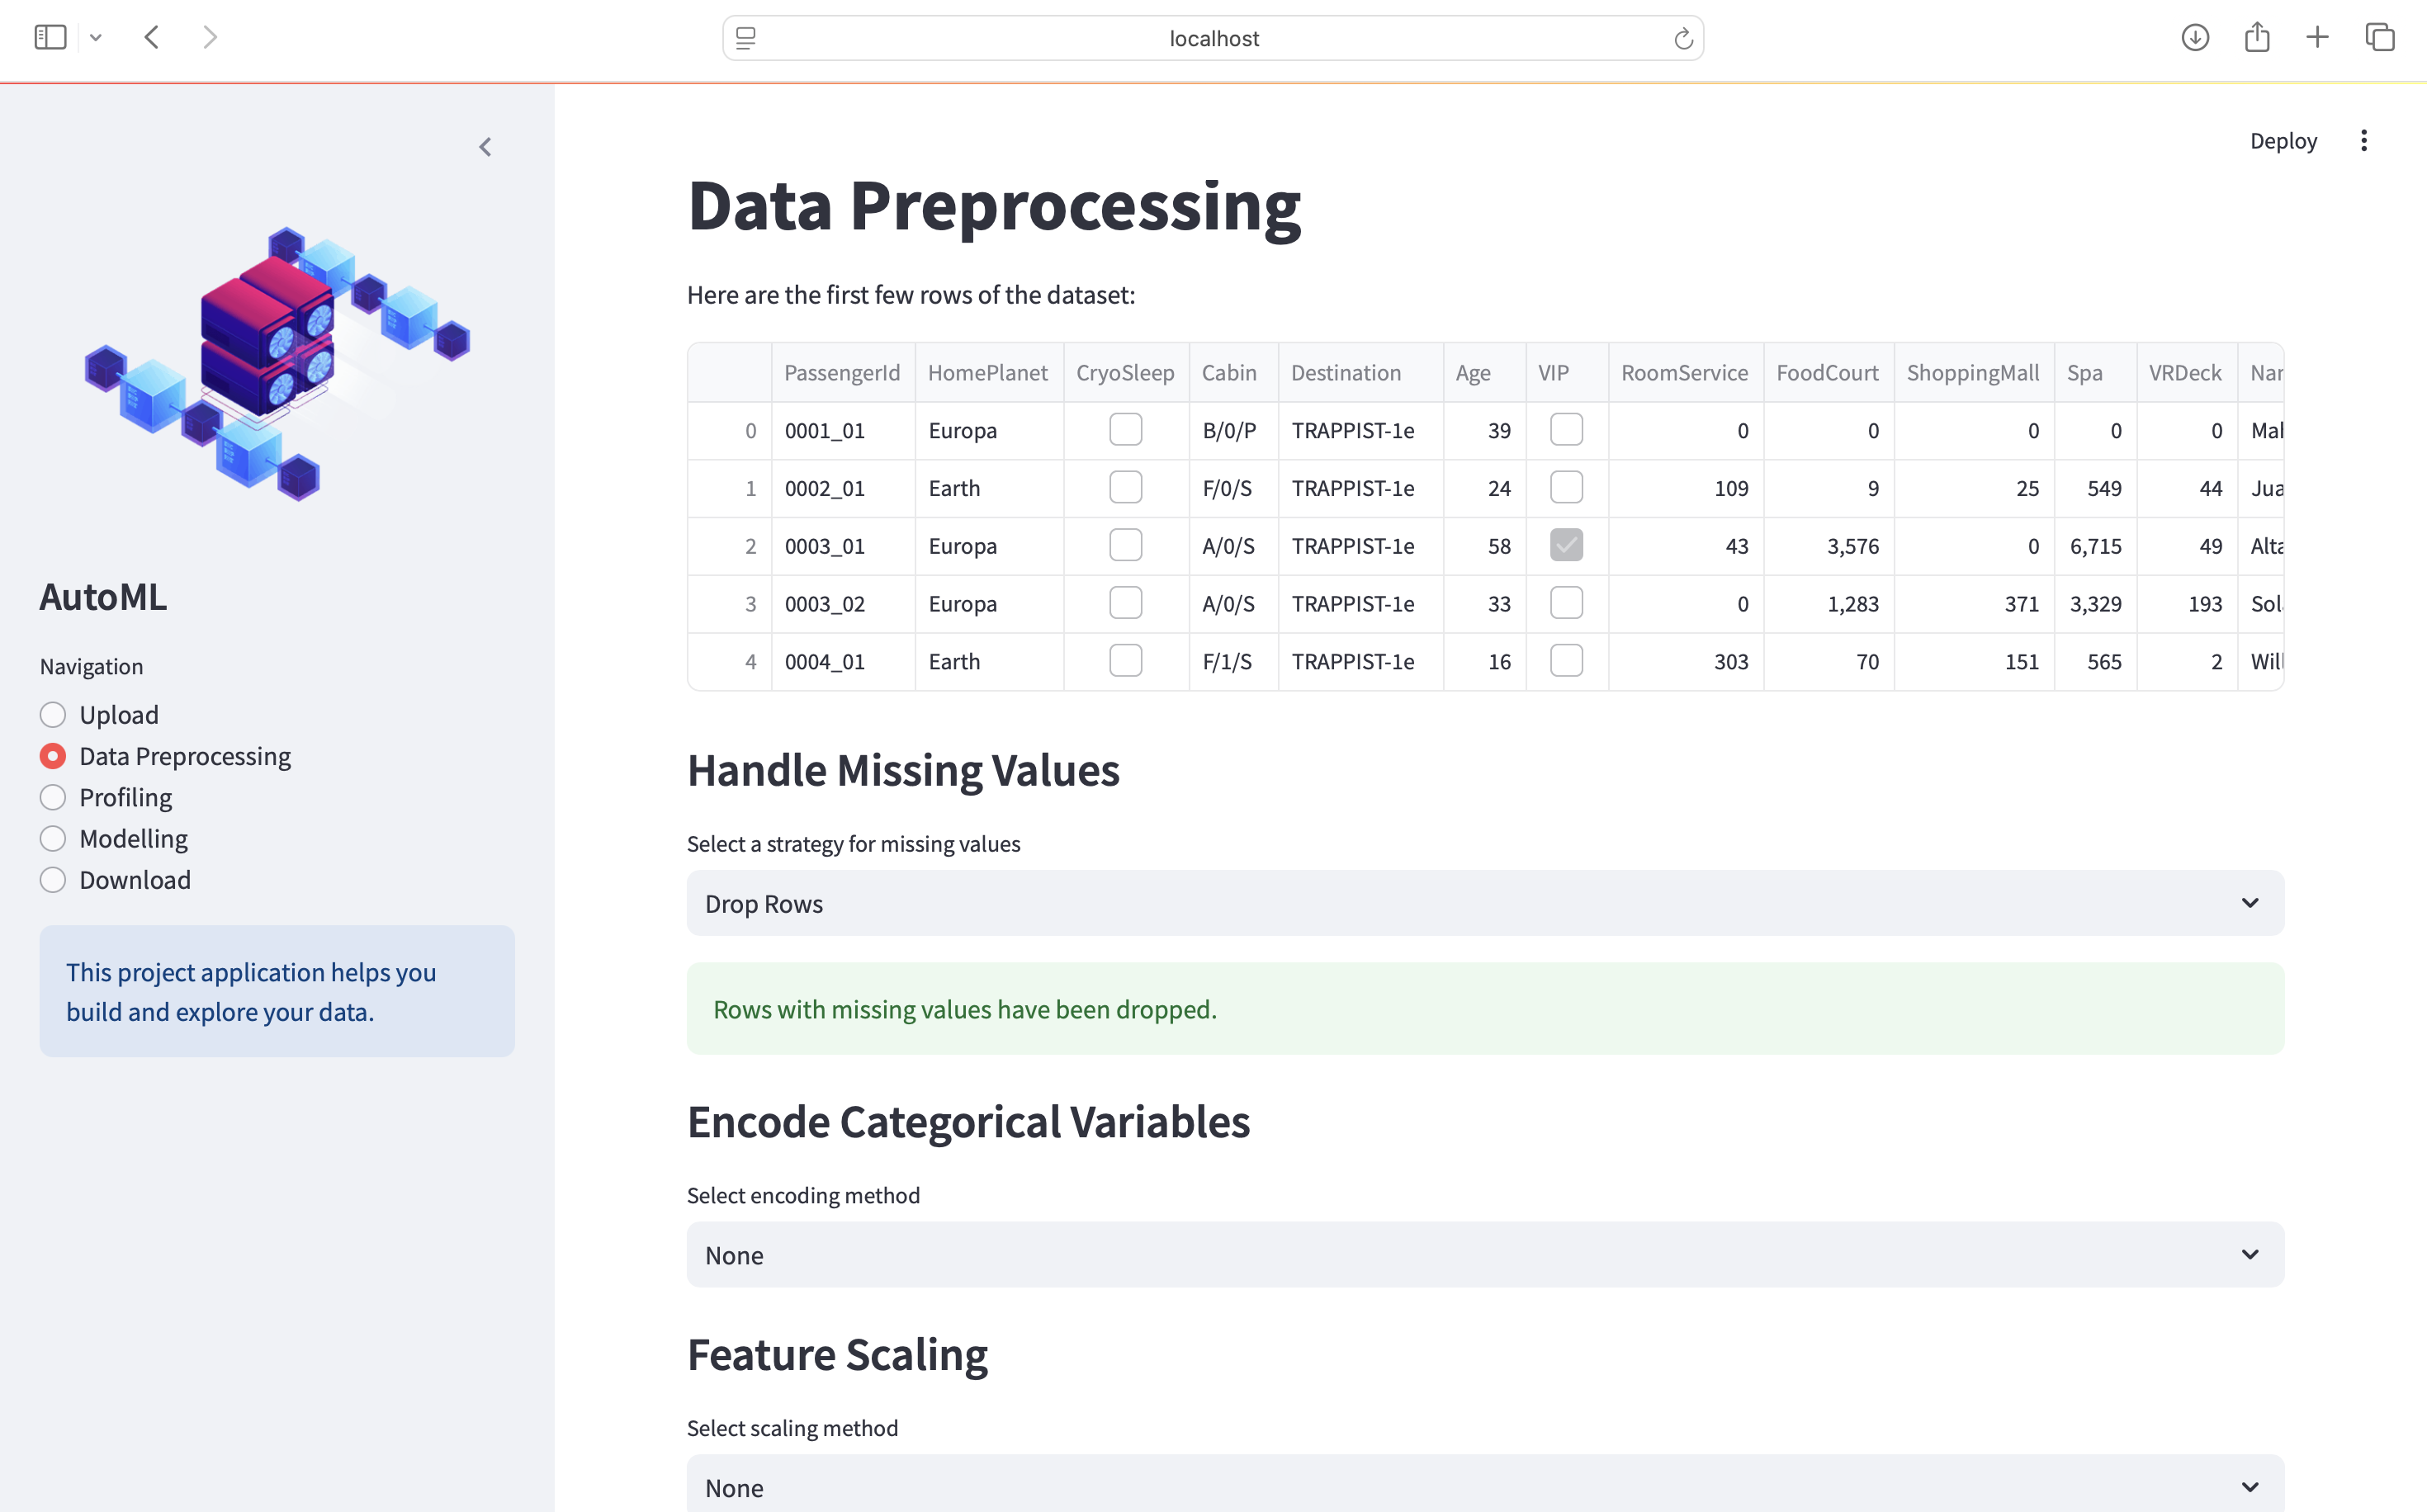 localhost
Deploy
AutoML
Navigation
Upload
Data Preprocessing
Profiling
Modelling
Download
This project application helps you
build and explore your data.
Data Preprocessing
Here are the first few rows of the dataset:
PassengerId HomePlanet CryoSleep Cabin Destination Age VIP RoomService FoodCourt ShoppingMall Spa VRDeck
0 0001_01 Europa B/0/P TRAPPIST-1e 39 0 0 0 0 0
1 0002_01 Earth F/0/S TRAPPIST-1e 24 109 9 25 549 44
2 0003_01 Europa A/0/S TRAPPIST-1e 58 43 3,576 0 6,715 49
3 0003_02 Europa A/0/S TRAPPIST-1e 33 0 1,283 371 3,329 193
4 0004_01 Earth F/1/S TRAPPIST-1e 16 303 70 151 565 2
Handle Missing Values
Select a strategy for missing values
Drop Rows
Rows with missing values have been dropped.
Encode Categorical Variables
Select encoding method
None
Feature Scaling
Select scaling method
None